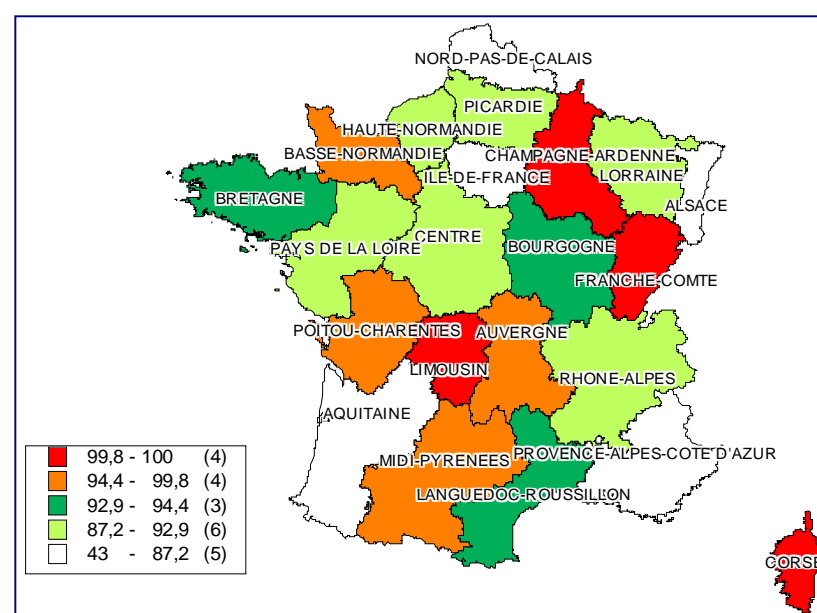 NORD-PAS-DE-CALAIS
PICARDIE
HAUTE-NORMANDIE
BASSE-NORMANDIE
CHAMPAGNE-ARDENNE
ILE-DE-FRANCE
LORRAINE
BRETAGNE
ALSACE
CENTRE
PAYS DE LA LOIRE
BOURGOGNE
FRANCHE-COMTE
POITOU-CHARENTES
AUVERGNE
LIMOUSIN
RHONE-ALPES
AQUITAINE
PROVENCE-ALPES-COTE D'AZUR
MIDI-PYRENEES
LANGUEDOC-ROUSSILLON
99,8 - 100 (4)
94,4 - 99,8 (4)
92,9 - 94,4 (3)
87,2 - 92,9 (6)
43 - 87,2 (5)
CORSE